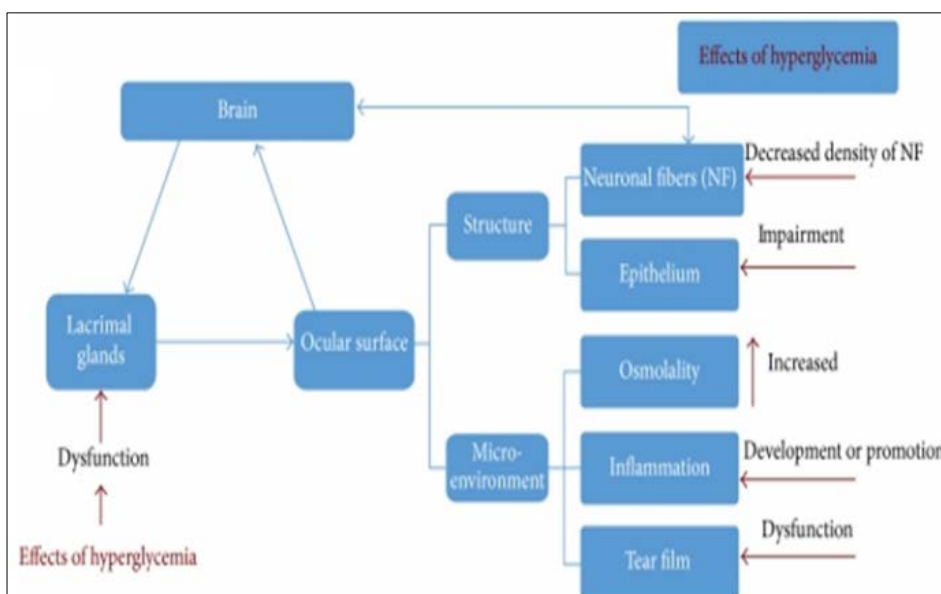 Effects of hyperglycemia
Brain
Decreased density of NF
Neuronal fibers (NF)
Structure
Impairment
Epithelium
Lacrimal
glands
Ocular surface
Osmolality
Increased
Dysfunction
Micro-
environment
Inflammation
Development or promotion
Dysfunction
Effects of hyperglycemia
Tear film